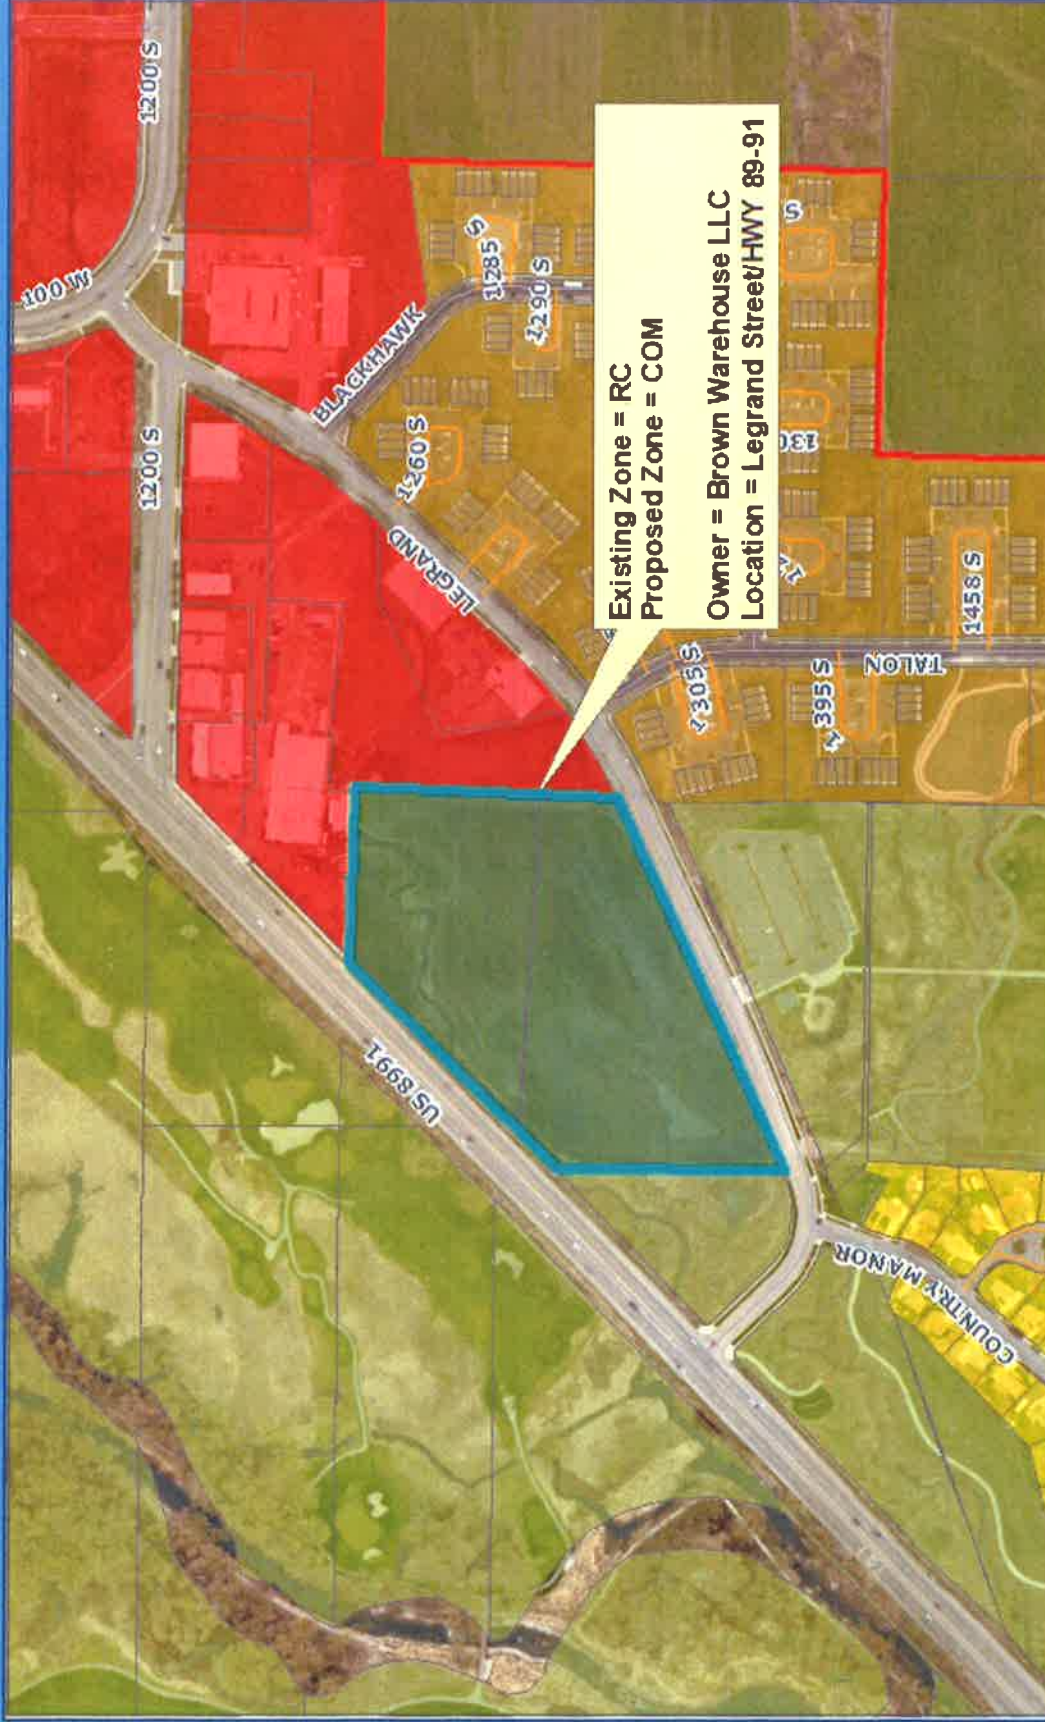 1200 S
100 W
1200 S
BLACKHAWK
1285 S
1290 S
1260 S
LEGRAND
Existing Zone = RC
Proposed Zone = COM
Owner = Brown Warehouse LLC
Location = Legrand Street/HWY 89-91
S
130
1305 S
1395 S
TALON
1458 S
US 8991
COUNTRY MANOR